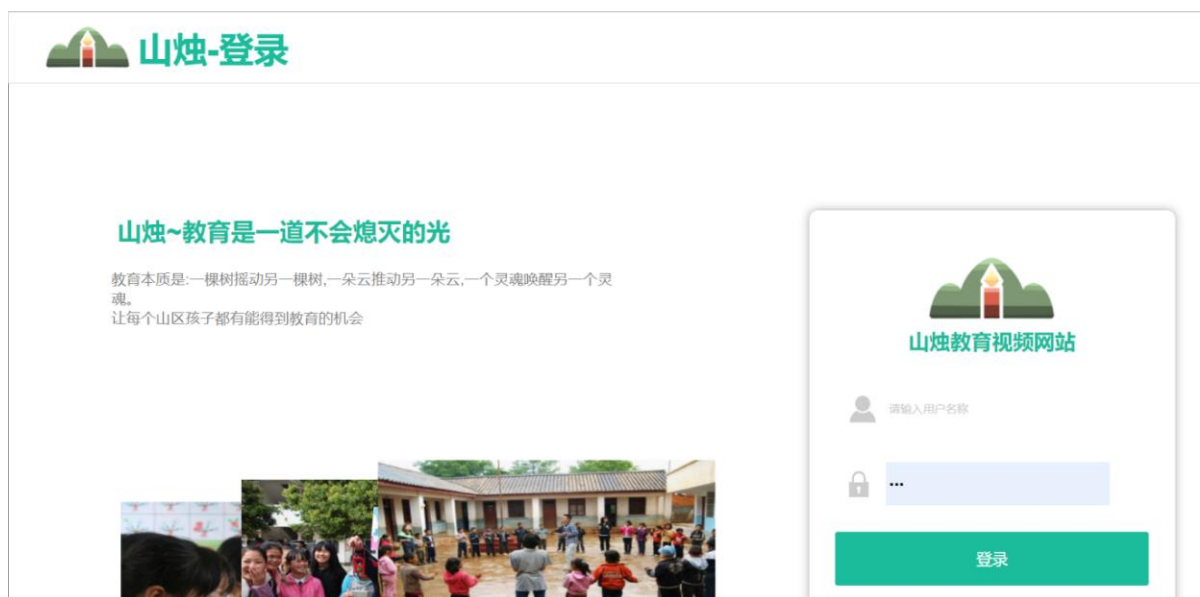 山烛-登录
山烛~教育是一道不会熄灭的光
教育本质是:一棵树摇动另一棵树,一朵云推动另一朵云,一个灵魂唤醒另一个灵
魂。
让每个山区孩子都有能得到教育的机会
山烛教育视频网站
请输入用户名称
•••
登录